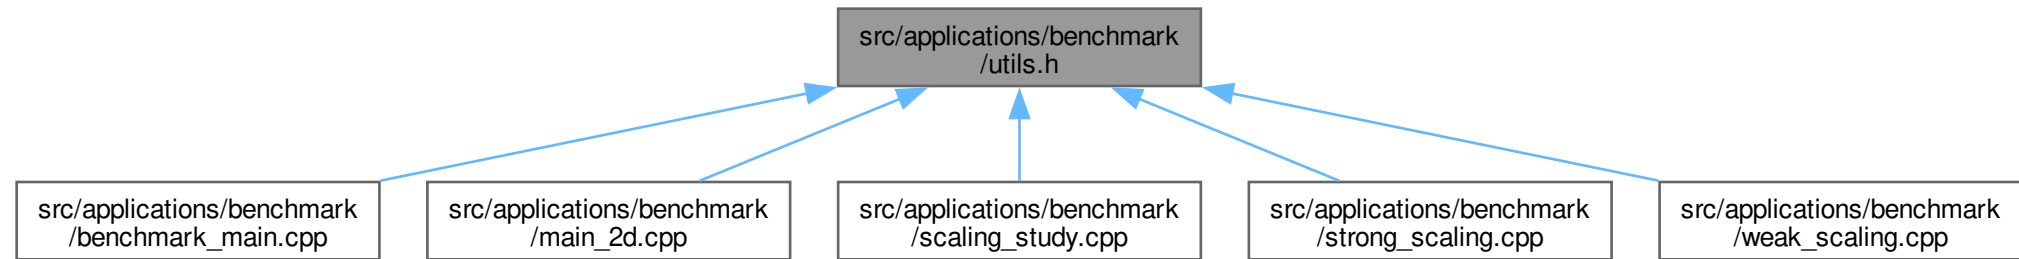 src/applications/benchmark
/utils.h
src/applications/benchmark
/benchmark_main.cpp
src/applications/benchmark
/main_2d.cpp
src/applications/benchmark
/scaling_study.cpp
src/applications/benchmark
/strong_scaling.cpp
src/applications/benchmark
/weak_scaling.cpp